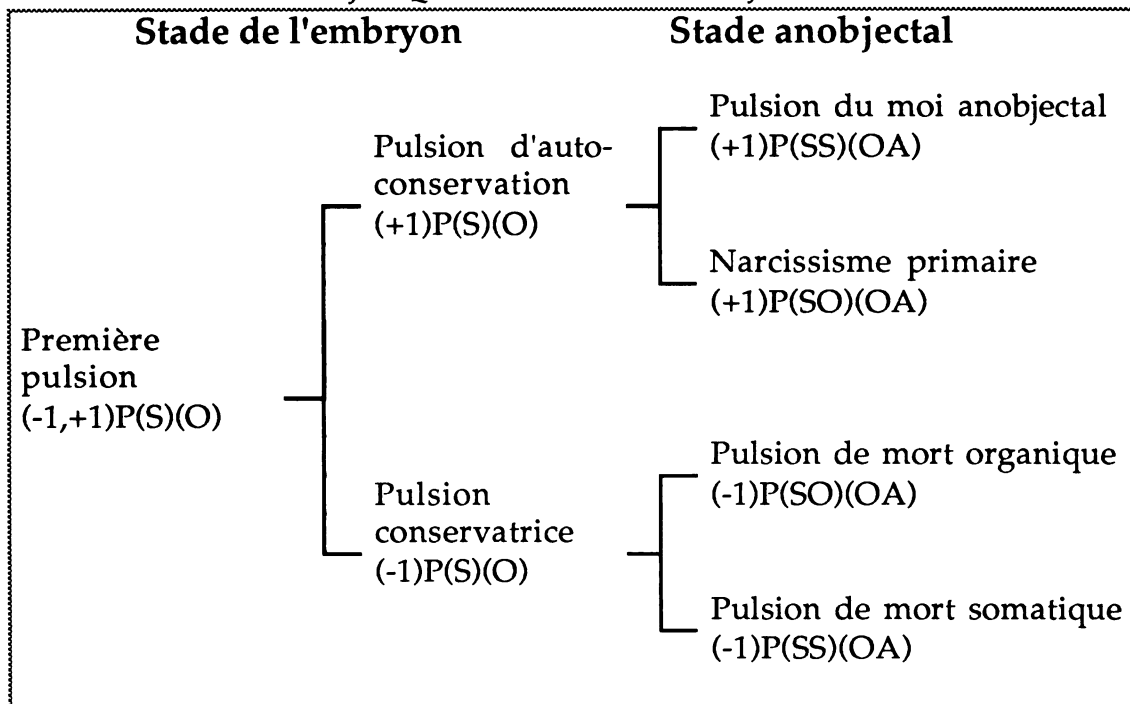 Stade de l'embryon
Stade anobjectal
Pulsion du moi anobjectal
(+1)P(SS)(OA)
Pulsion d'auto-
conservation
(+1)P(S)(O)
Narcissisme primaire
(+1)P(SO)(OA)
Première
pulsion
(-1,+1)P(S)(O)
Pulsion de mort organique
(-1)P(SO)(OA)
Pulsion
conservatrice
(-1)P(S)(O)
Pulsion de mort somatique
(-1)P(SS)(OA)